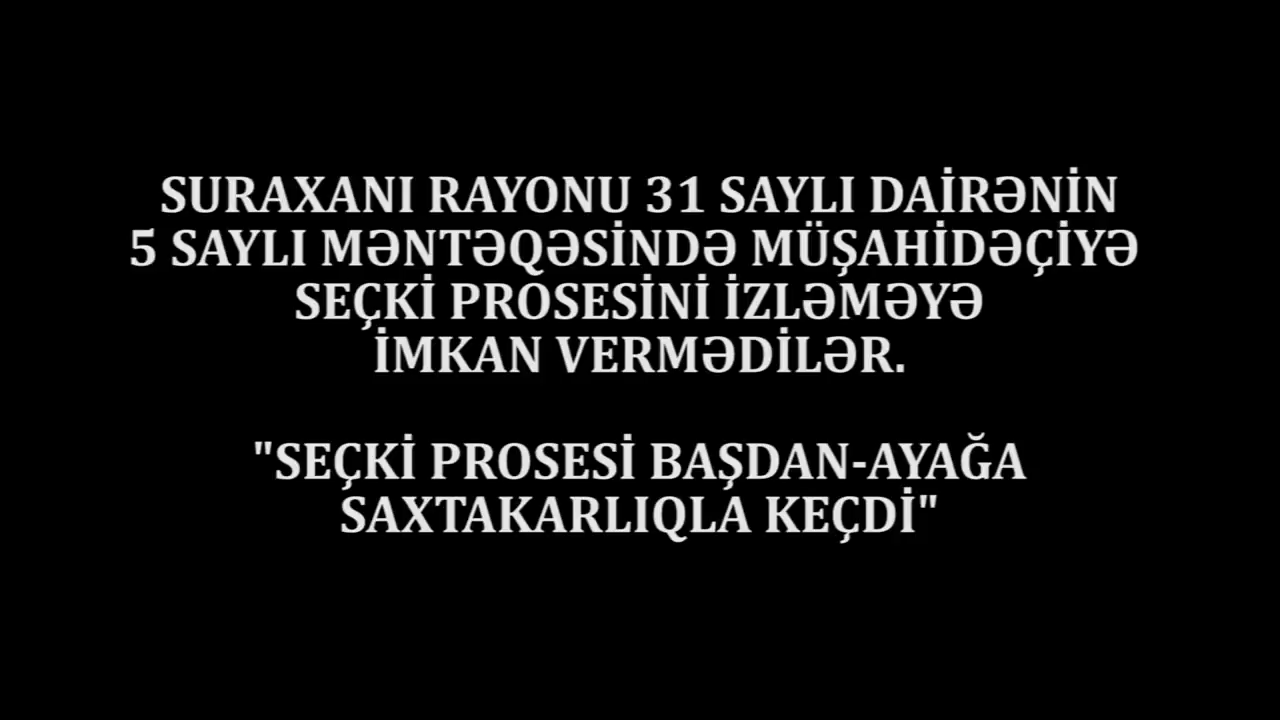 SURAXANI RAYONU 31 SAYLI DAİRƏNİN
5 SAYLI MƏNTƏQƏSİNDƏ MÜŞAHİDƏÇİYƏ
SEÇKİ PROSESİNİ İZLƏMƏYƏ
İMKAN VERMƏDİLƏR.
"SEÇKİ PROSESİ BAŞDAN-AYAĞA
SAXTAKARLIQLA KEÇDİ"